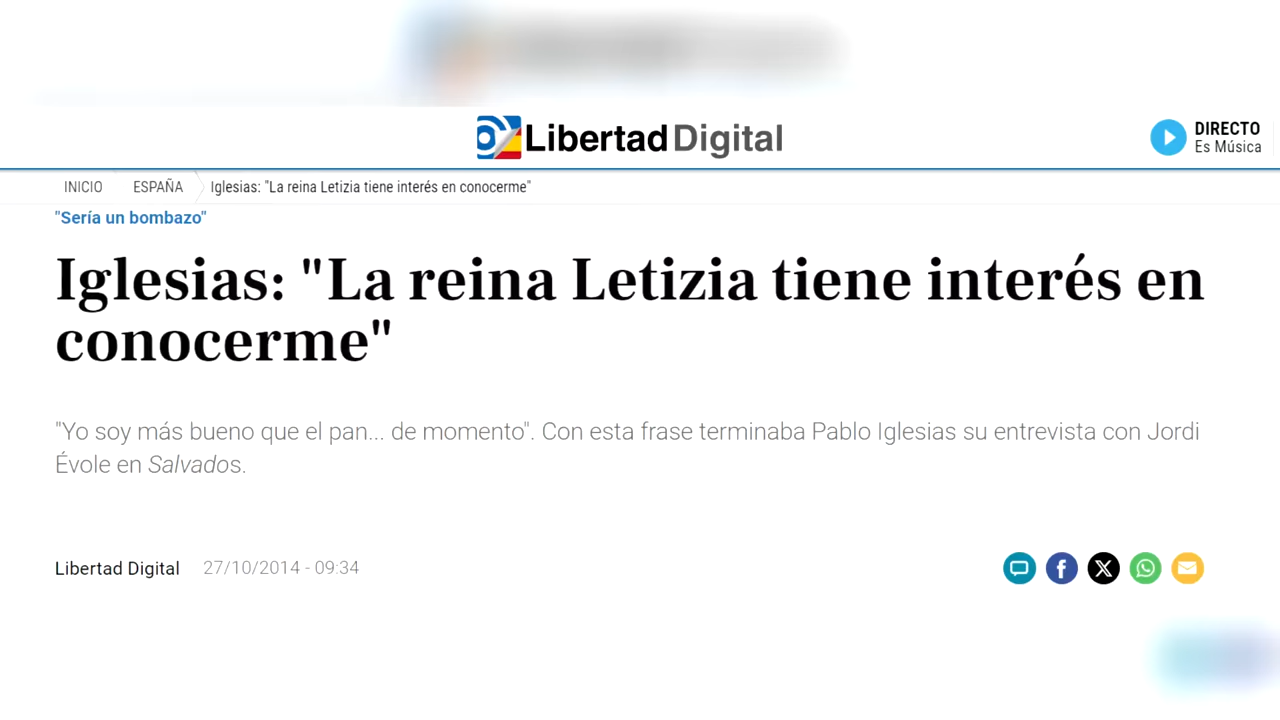 Libertad Digital
DIRECTO
Es Música
INICIO ESPAÑA Iglesias: "La reina Letizia tiene interés en conocerme"
"Sería un bombazo"
Iglesias: "La reina Letizia tiene interés en
conocerme"
"Yo soy más bueno que el pan... de momento". Con esta frase terminaba Pablo Iglesias su entrevista con Jordi
Évole en Salvados.
Libertad Digital 27/10/2014 - 09:34